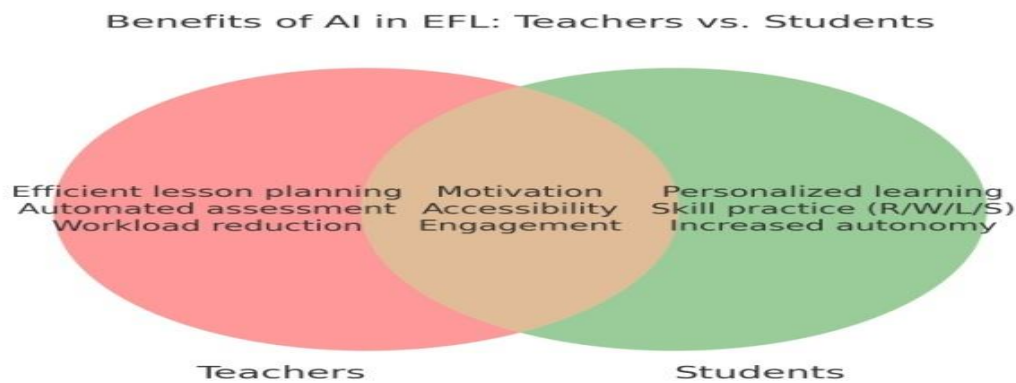 Benefits of AI in EFL: Teachers vs. Students
Efficient lesson planning
Automated assessment
Workload reduction
Motivation
Accessibility
Engagement
Personalized learning
Skill practice (R/W/L/S)
Increased autonomy
Teachers
Students